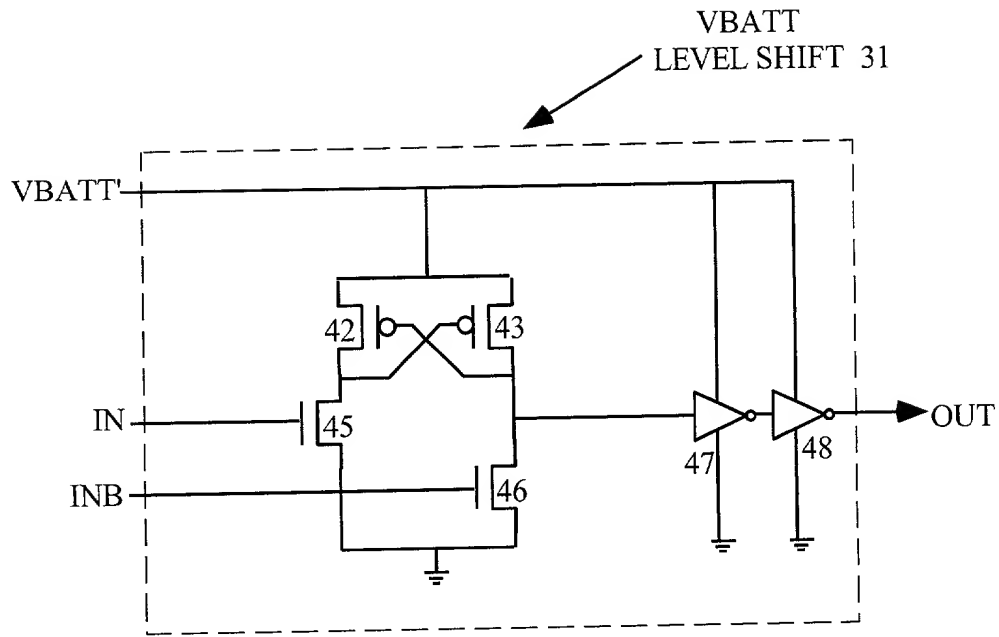 VBATT
LEVEL SHIFT 31
VBATT'
42
43
IN
45
OUT
47
48
INB
46